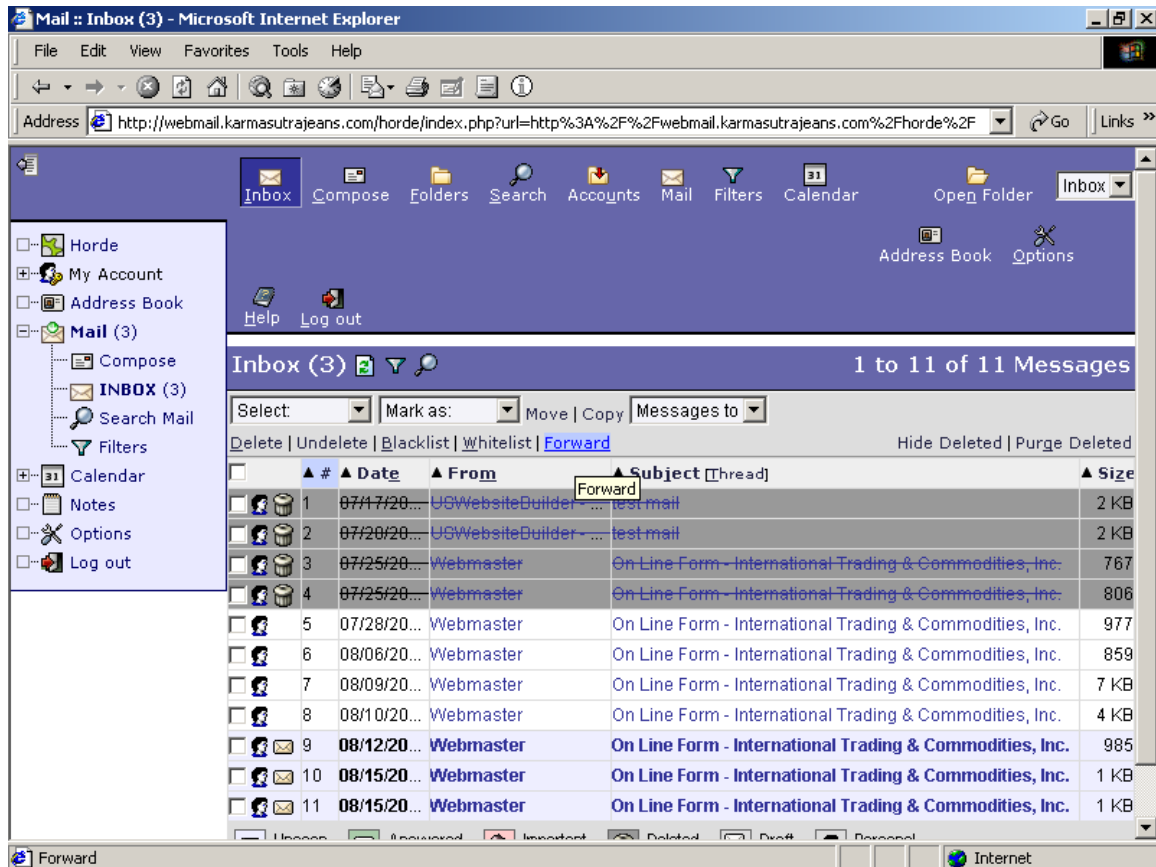 Mail :: Inbox (3) - Microsoft Internet Explorer
File Edit View Favorites Tools Help
Address http://webmail.karmasutrajeans.com/horde/index.php?url=http%3A%2F%2Fwebmail.karmasutrajeans.com%2Fhorde%2F Go Links »
Inbox Compose Folders Search Accounts Mail Filters Calendar Open Folder Inbox
Address Book Options
Help Log out
Horde
My Account
Address Book
Mail (3)
Compose
INBOX (3)
Search Mail
Filters
Calendar
Notes
Options
Log out
Inbox (3) 1 to 11 of 11 Messages
Select: Mark as: Move | Copy Messages to
Delete | Undelete | Blacklist | Whitelist | Forward Hide Deleted | Purge Deleted
# Date From Subject [Thread] Size
Forward
1 07/17/20... USWebsiteBuilder - ... test mail 2 KB
2 07/20/20... USWebsiteBuilder - ... test mail 2 KB
3 07/25/20... Webmaster On Line Form - International Trading & Commodities, Inc. 767
4 07/25/20... Webmaster On Line Form - International Trading & Commodities, Inc. 806
5 07/28/20... Webmaster On Line Form - International Trading & Commodities, Inc. 977
6 08/06/20... Webmaster On Line Form - International Trading & Commodities, Inc. 859
7 08/09/20... Webmaster On Line Form - International Trading & Commodities, Inc. 7 KB
8 08/10/20... Webmaster On Line Form - International Trading & Commodities, Inc. 4 KB
9 08/12/20... Webmaster On Line Form - International Trading & Commodities, Inc. 985
10 08/15/20... Webmaster On Line Form - International Trading & Commodities, Inc. 1 KB
11 08/15/20... Webmaster On Line Form - International Trading & Commodities, Inc. 1 KB
Unseen Answered Important Deleted Draft Personal
Forward Internet